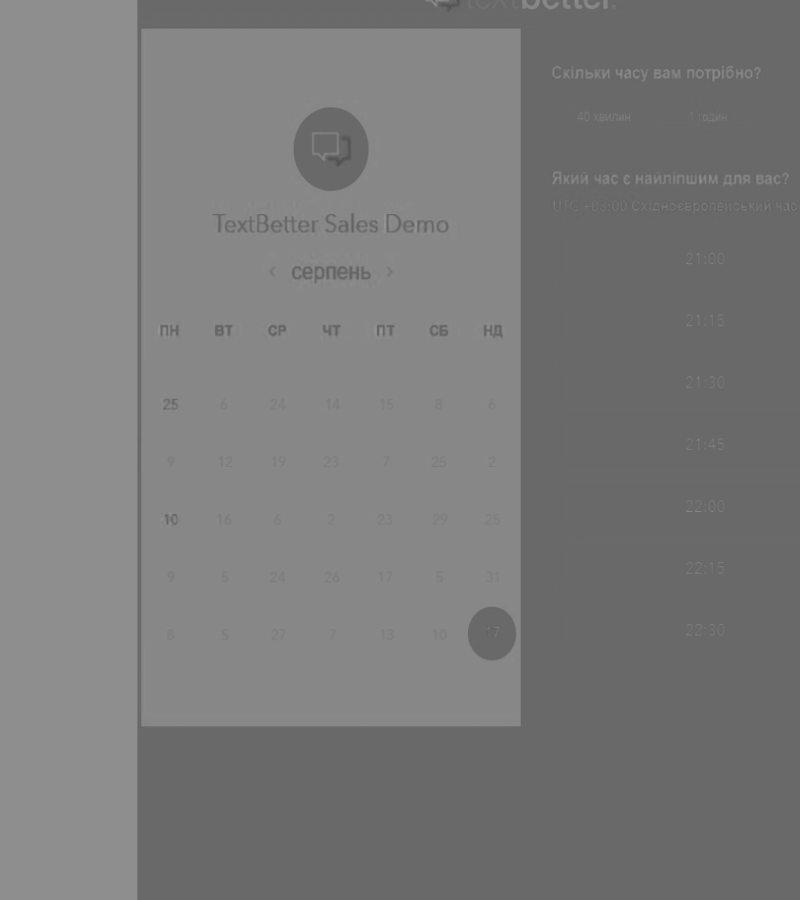 textbetter.
TextBetter Sales Demo
‹ серпень ›
ПН ВТ СР ЧТ ПТ СБ НД
25 6 24 14 15 8 6
9 12 19 23 7 25 2
10 16 6 2 23 29 25
9 5 24 26 17 5 31
8 5 27 7 13 10 17
Скільки часу вам потрібно?
40 хвилин 1 годин
Який час є найліпшим для вас?
UTC +03:00 Східноєвропейський час
21:00
21:15
21:30
21:45
22:00
22:15
22:30